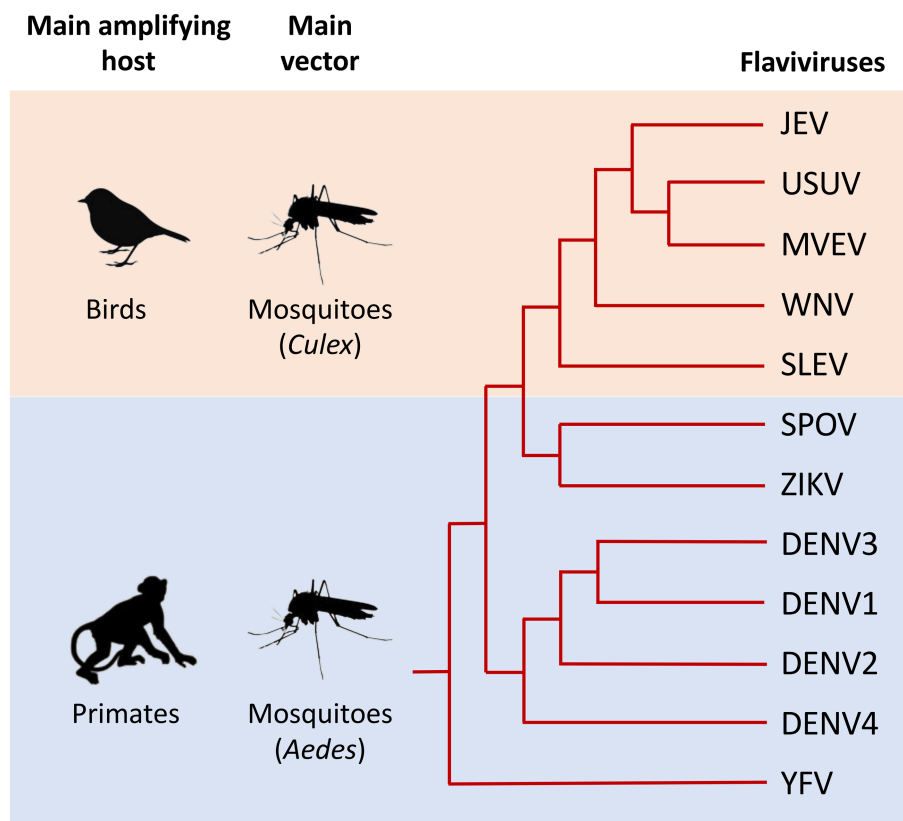 Main amplifying
host
Main
vector
Flaviviruses
JEV
USUV
MVEV
WNV
SLEV
Birds
Mosquitoes
(Culex)
SPOV
ZIKV
DENV3
DENV1
DENV2
DENV4
YFV
Primates
Mosquitoes
(Aedes)